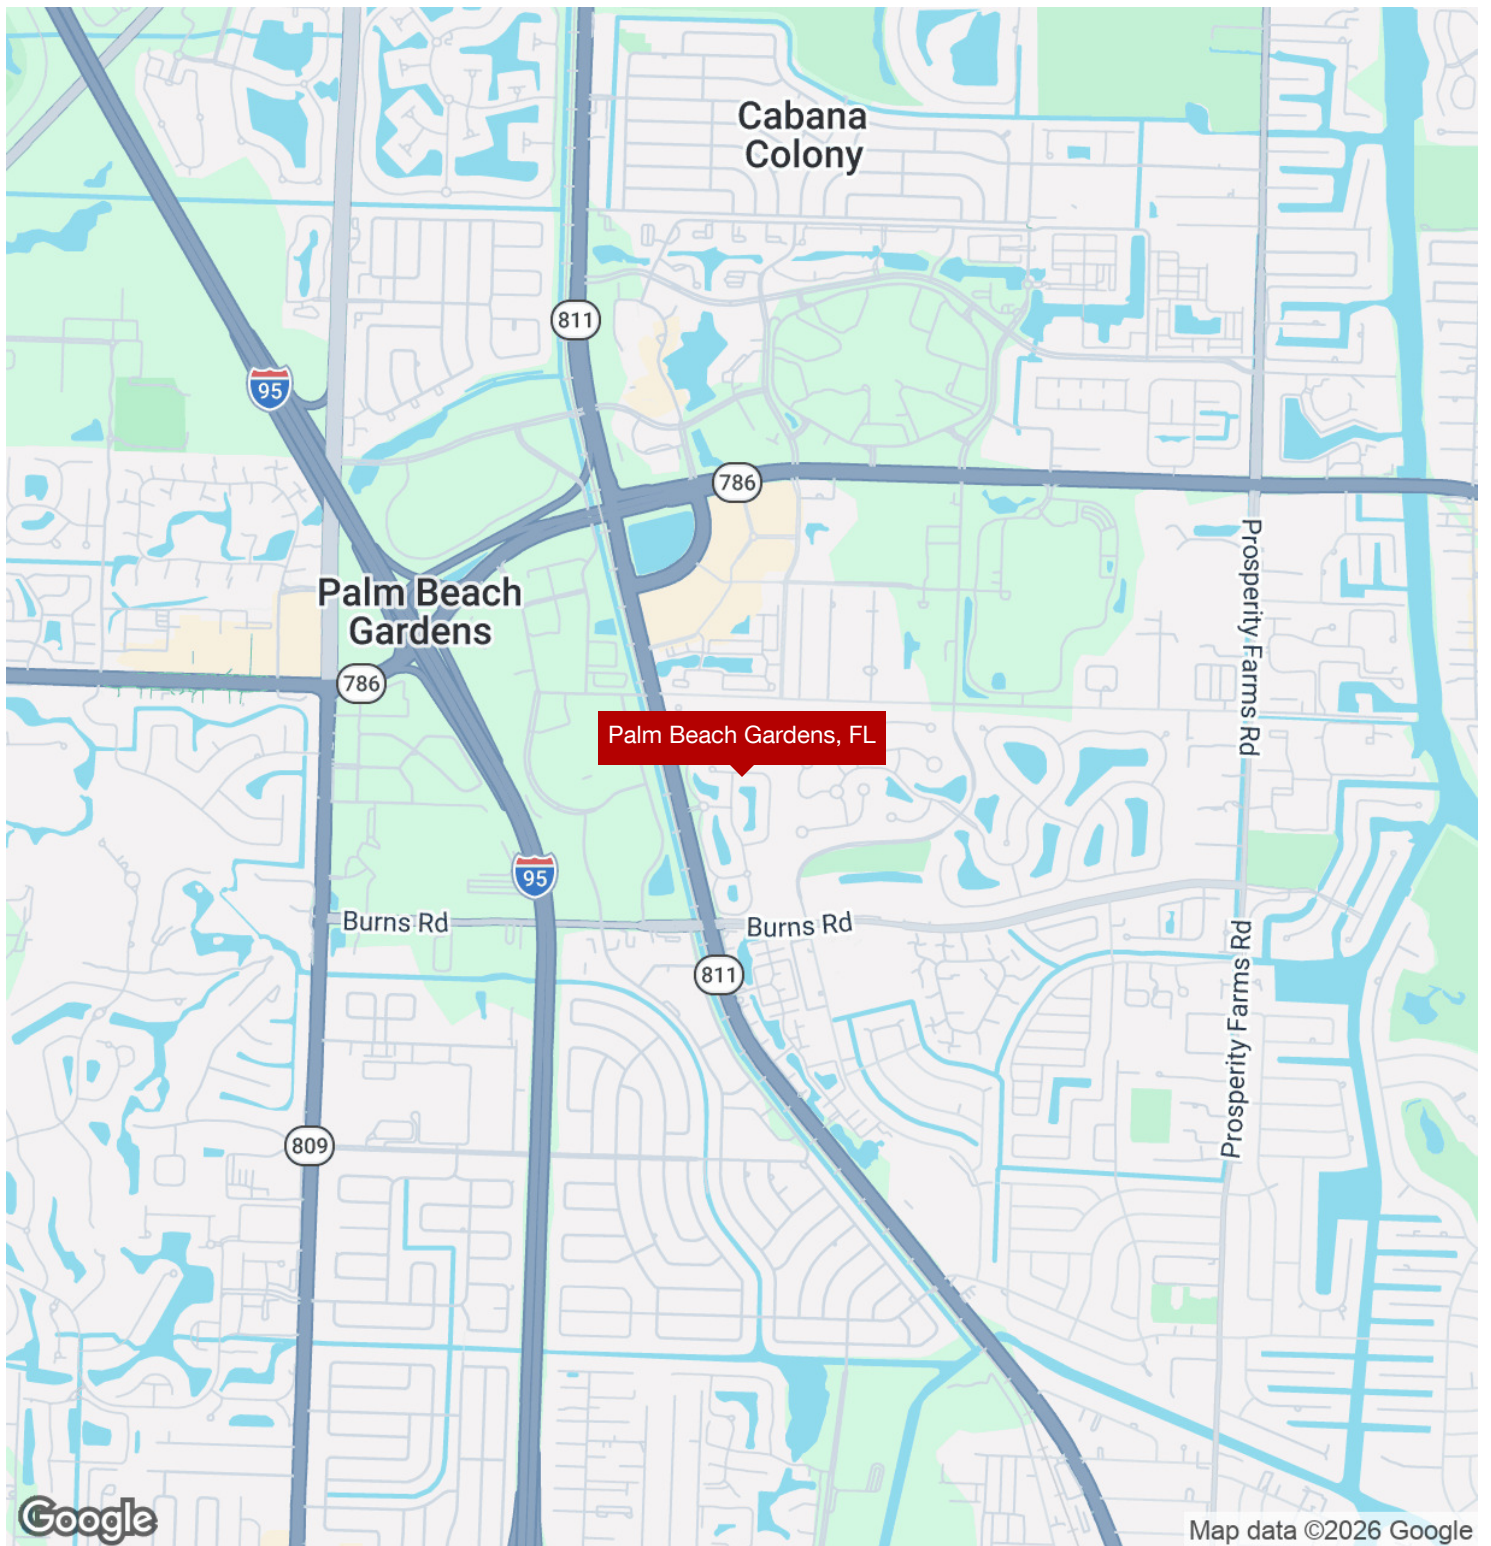 Cabana
Colony
811
95
786
Palm Beach
Gardens
786
Prosperity Farms Rd
Palm Beach Gardens, FL
95
Burns Rd
Burns Rd
811
Prosperity Farms Rd
809
Google
Map data ©2026 Google